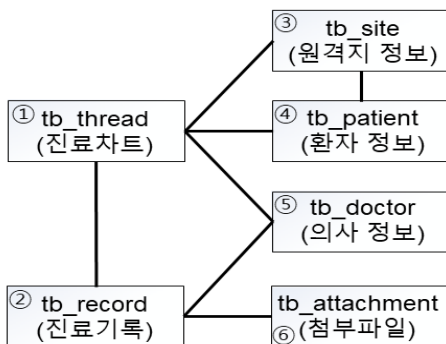 ① tb_thread
(진료차트)
② tb_record
(진료기록)
③ tb_site
(원격지 정보)
④ tb_patient
(환자 정보)
⑤ tb_doctor
(의사 정보)
tb_attachment
⑥ (첨부파일)